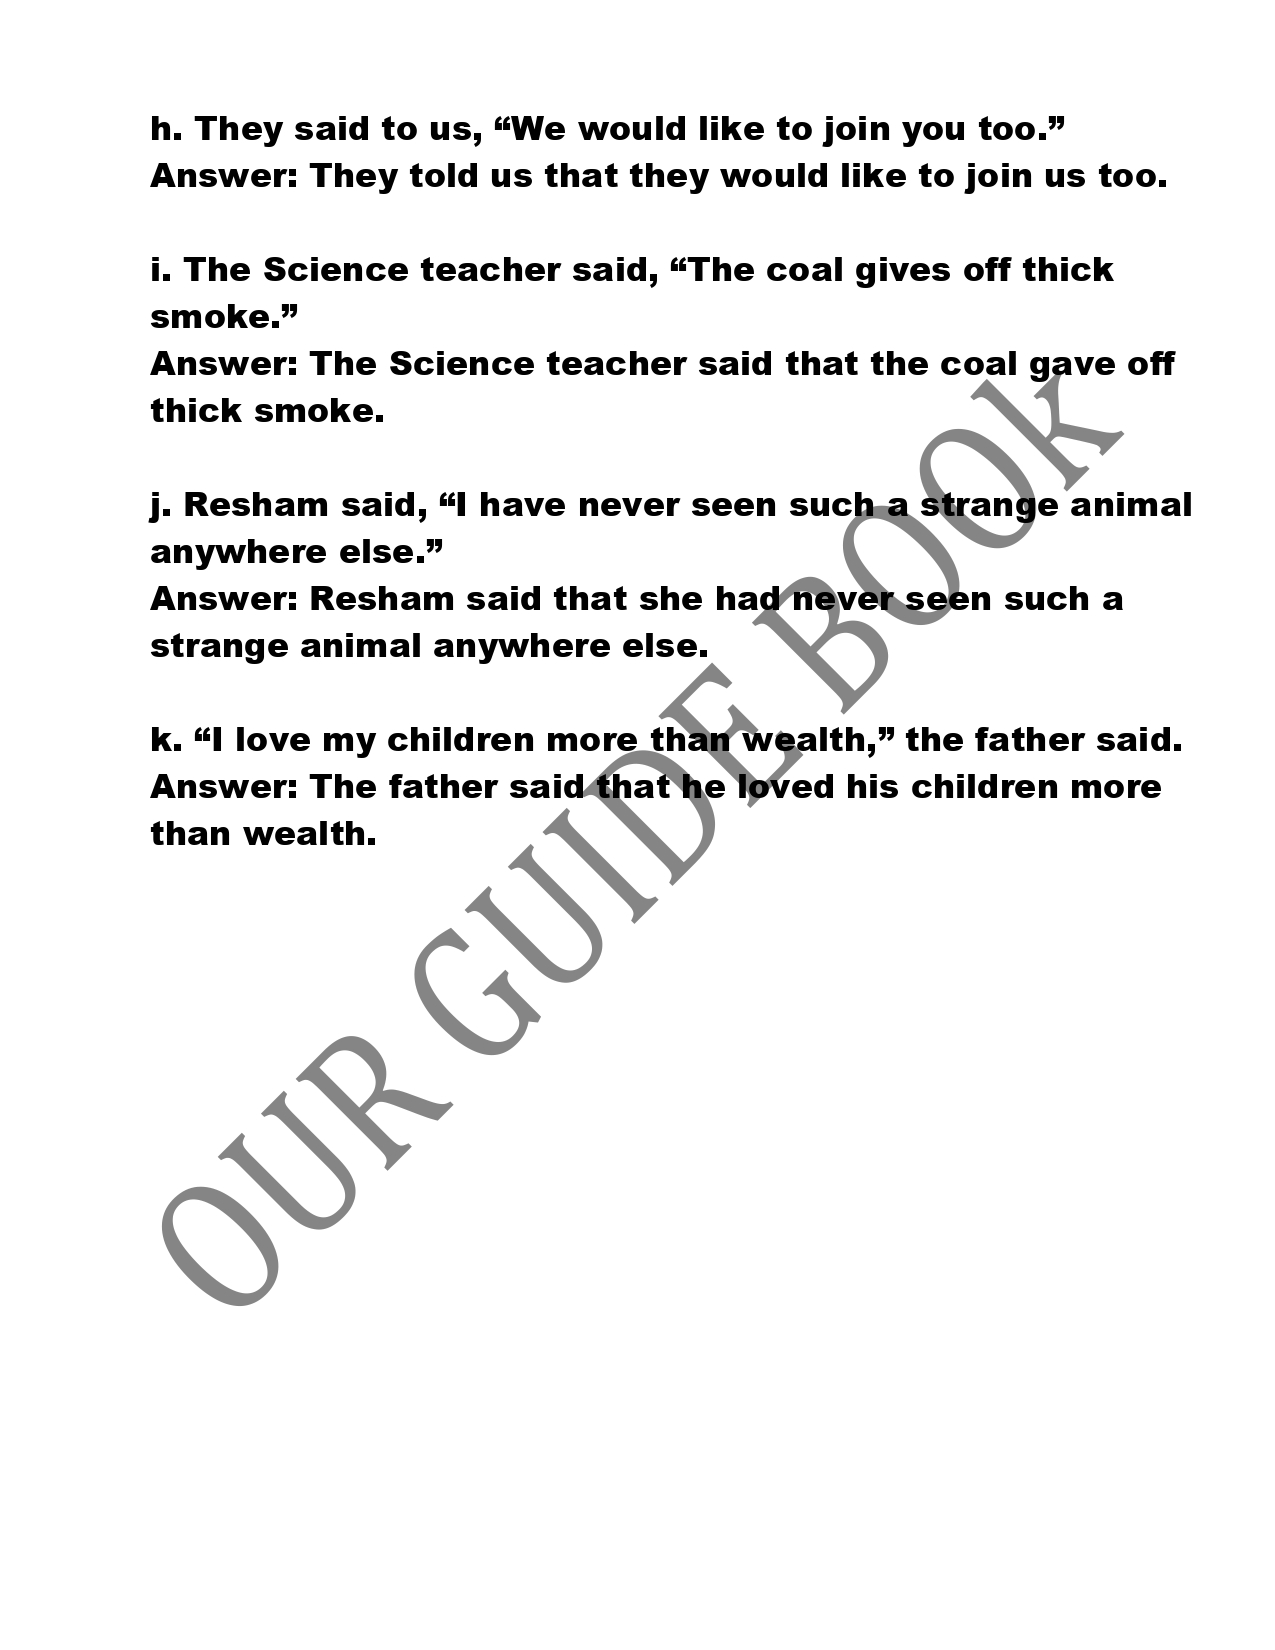 h. They said to us, “We would like to join you too.”
Answer: They told us that they would like to join us too.
i. The Science teacher said, “The coal gives off thick
smoke.”
Answer: The Science teacher said that the coal gave off
thick smoke.
j. Resham said, “I have never seen such a strange animal
anywhere else.”
Answer: Resham said that she had never seen such a
strange animal anywhere else.
k. “I love my children more than wealth,” the father said.
Answer: The father said that he loved his children more
than wealth.
OUR GUIDE BOOk